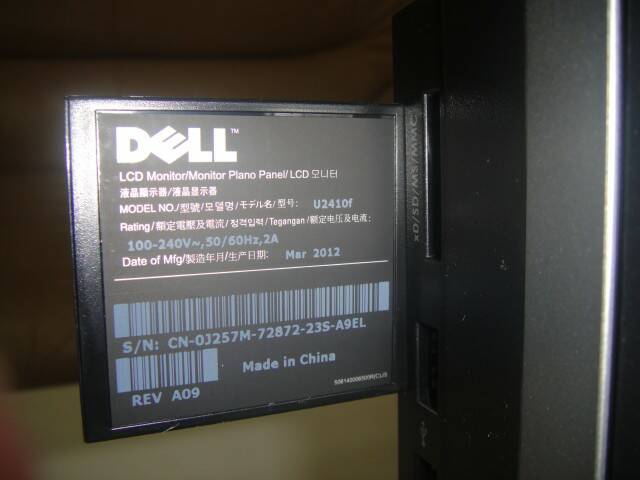 DELL™
LCD Monitor/Monitor Plano Panel/ LCD 모니터
液晶顯示器/液晶显示器
MODEL NO./型號/모델명/モデル名/型号: U2410f
Rating/額定電壓及電流/정격입력/Tegangan/额定电压及电流:
100-240V~,50/60Hz,2A
Date of Mfg/製造年月/生产日期: Mar 2012
S/N: CN-0J257M-72872-23S-A9EL
Made in China
REV A09
xD/SD/MS/MMC